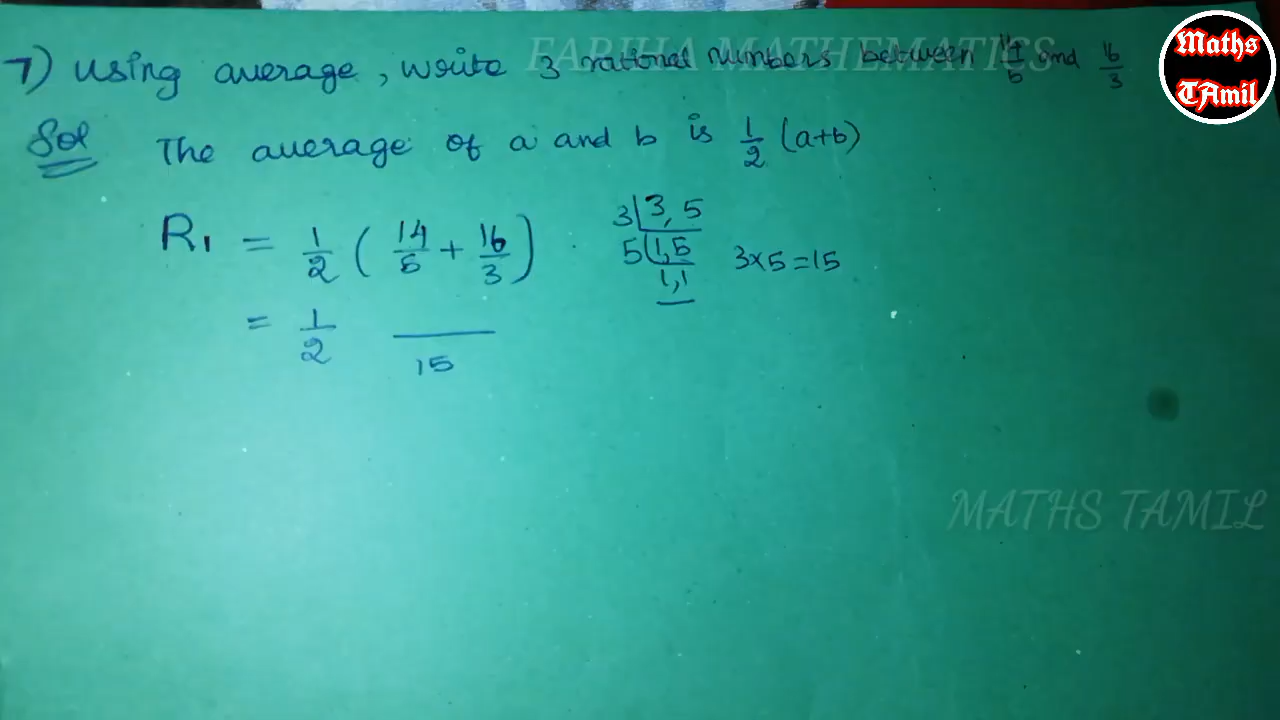 FARIHA MATHEMATICS
Maths TAmil
7) Using average, write 3 rational numbers between 14/5 and 16/3
Sol The average of a and b is 1/2 (a+b)
R1 = 1/2 ( 14/5 + 16/3 )
3 | 3, 5
5 | 1, 5
1, 1
3×5=15
= 1/2 __/15
MATHS TAMIL